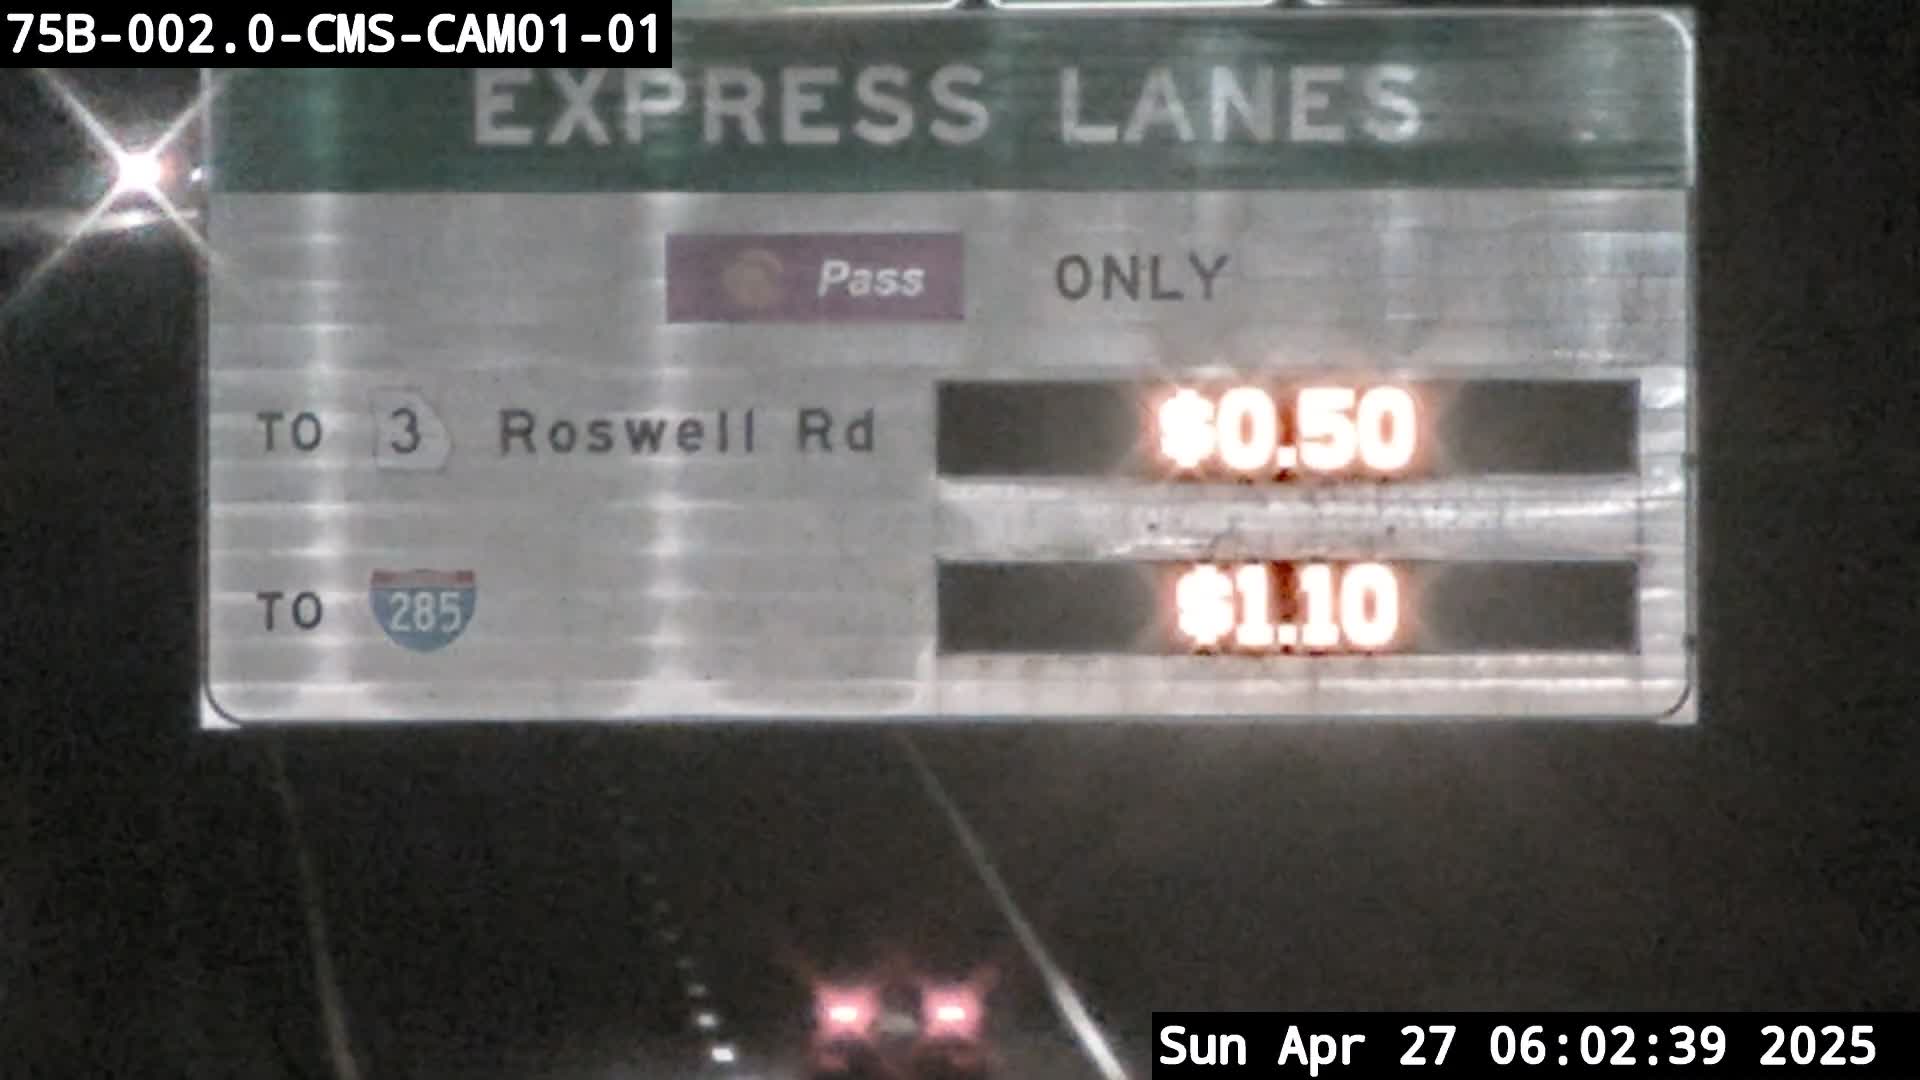 75B-002.0-CMS-CAM01-01
EXPRESS LANES
Pass ONLY
TO 3 Roswell Rd $0.50
TO 285 $1.10
Sun Apr 27 06:02:39 2025